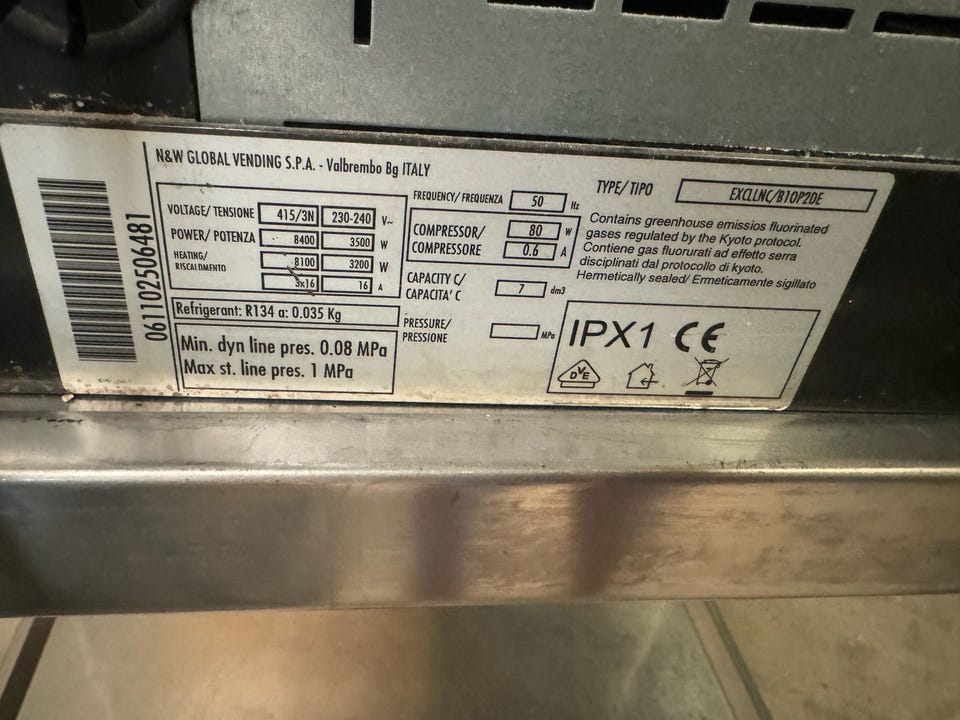 N&W GLOBAL VENDING S.P.A. - Valbrembo Bg ITALY
VOLTAGE/ TENSIONE 415/3N 230-240 V~
POWER/ POTENZA 8400 3500 W
HEATING/
RISCALDMENTO 8100 3200 W
3x16 16 A
Refrigerant: R134 a: 0.035 Kg
Min. dyn line pres. 0.08 MPa
Max st. line pres. 1 MPa
FREQUENCY/ FREQUENZA 50 Hz
COMPRESSOR/ 80 W
COMPRESSORE 0.6 A
CAPACITY C/
CAPACITA' C 7 dm3
PRESSURE/
PRESSIONE MPa
TYPE/ TIPO EXCLLNC/B10P2DE
Contains greenhouse emissios fluorinated
gases regulated by the Kyoto protocol.
Contiene gas fluorurati ad effetto serra
disciplinati dal protocollo di kyoto.
Hermetically sealed/ Ermeticamente sigillato
IPX1 CE
DVE
061102506481